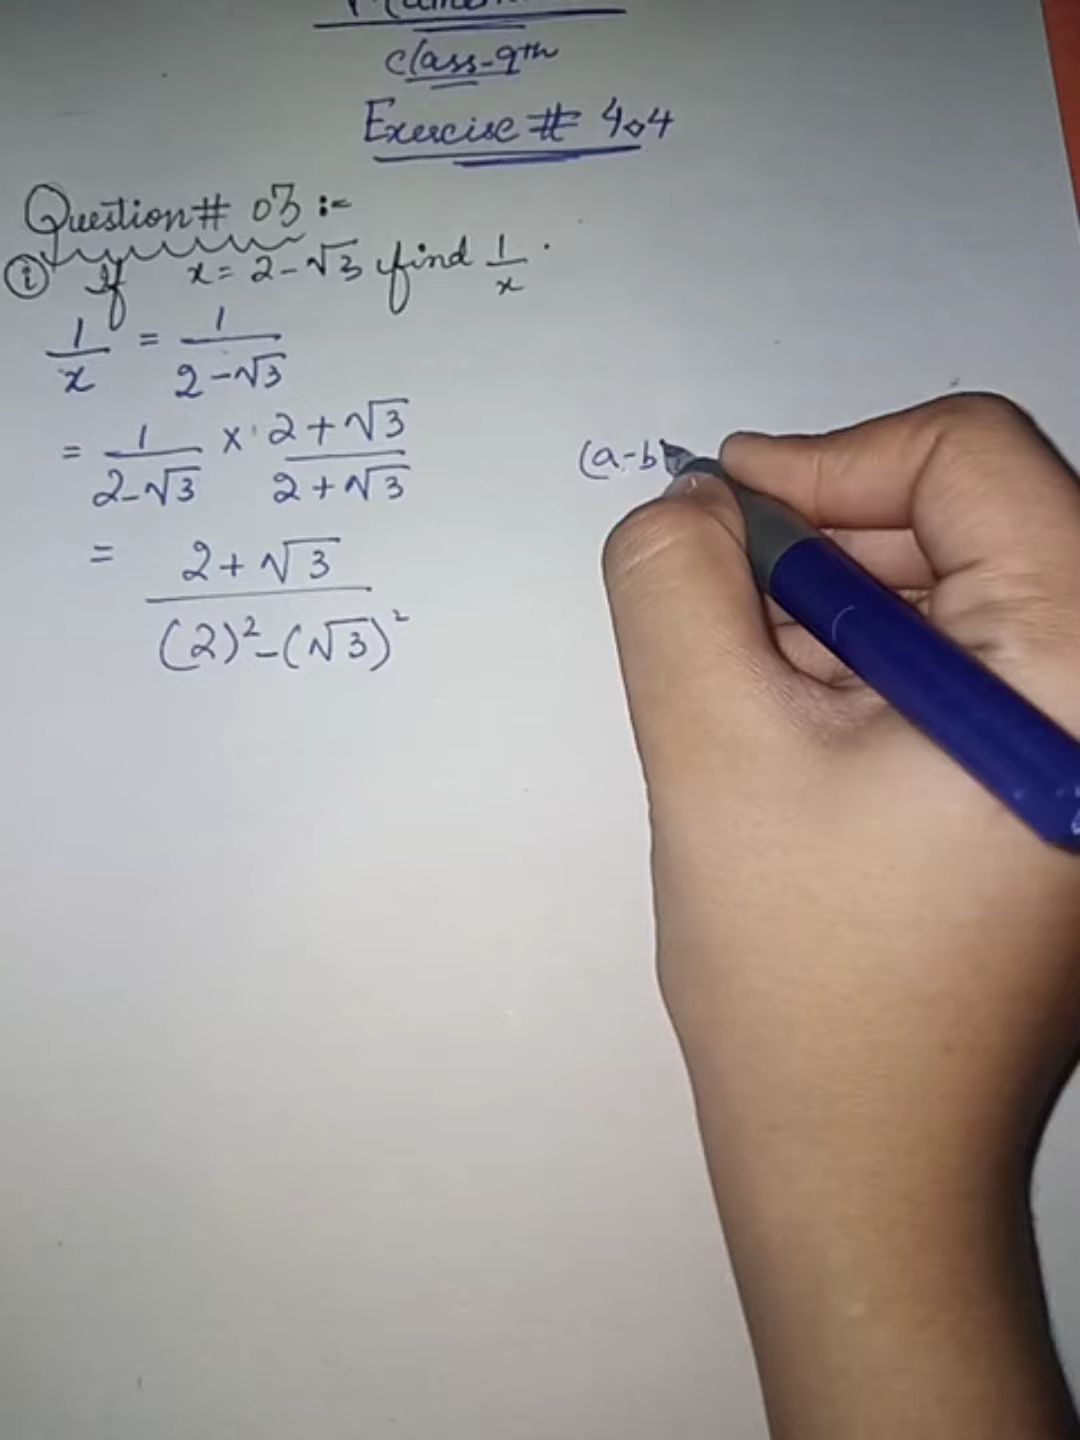 class-9th
Exercise # 4.4
Question # 03 :-
(i) If x = 2-√3 find 1/x.
1/x = 1/(2-√3)
= 1/(2-√3) × (2+√3)/(2+√3)
(a-b)
= (2+√3)/((2)²-(√3)²)